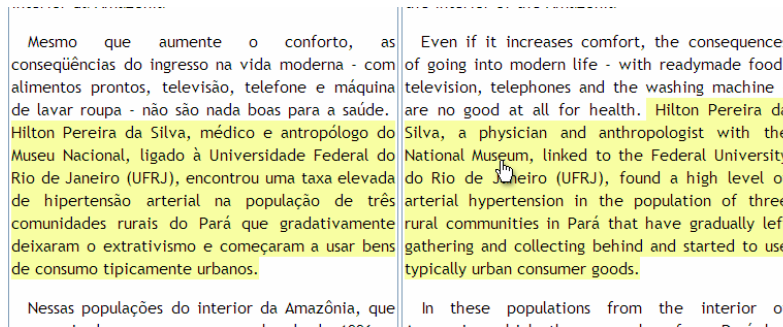 Mesmo que aumente o conforto, as
conseqüências do ingresso na vida moderna - com
alimentos prontos, televisão, telefone e máquina
de lavar roupa - não são nada boas para a saúde.
Hilton Pereira da Silva, médico e antropólogo do
Museu Nacional, ligado à Universidade Federal do
Rio de Janeiro (UFRJ), encontrou uma taxa elevada
de hipertensão arterial na população de três
comunidades rurais do Pará que gradativamente
deixaram o extrativismo e começaram a usar bens
de consumo tipicamente urbanos.
Nessas populações do interior da Amazônia, que
Even if it increases comfort, the consequence
of going into modern life - with readymade food
television, telephones and the washing machine
are no good at all for health. Hilton Pereira da
Silva, a physician and anthropologist with the
National Museum, linked to the Federal University
do Rio de Janeiro (UFRJ), found a high level o
arterial hypertension in the population of three
rural communities in Pará that have gradually lef
gathering and collecting behind and started to use
typically urban consumer goods.
In these populations from the interior o